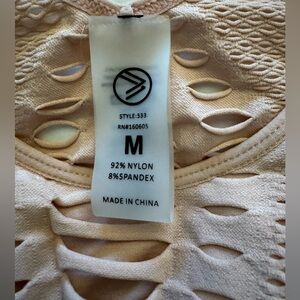 STYLE:333
RN#160605
M
92% NYLON
8%SPANDEX
MADE IN CHINA